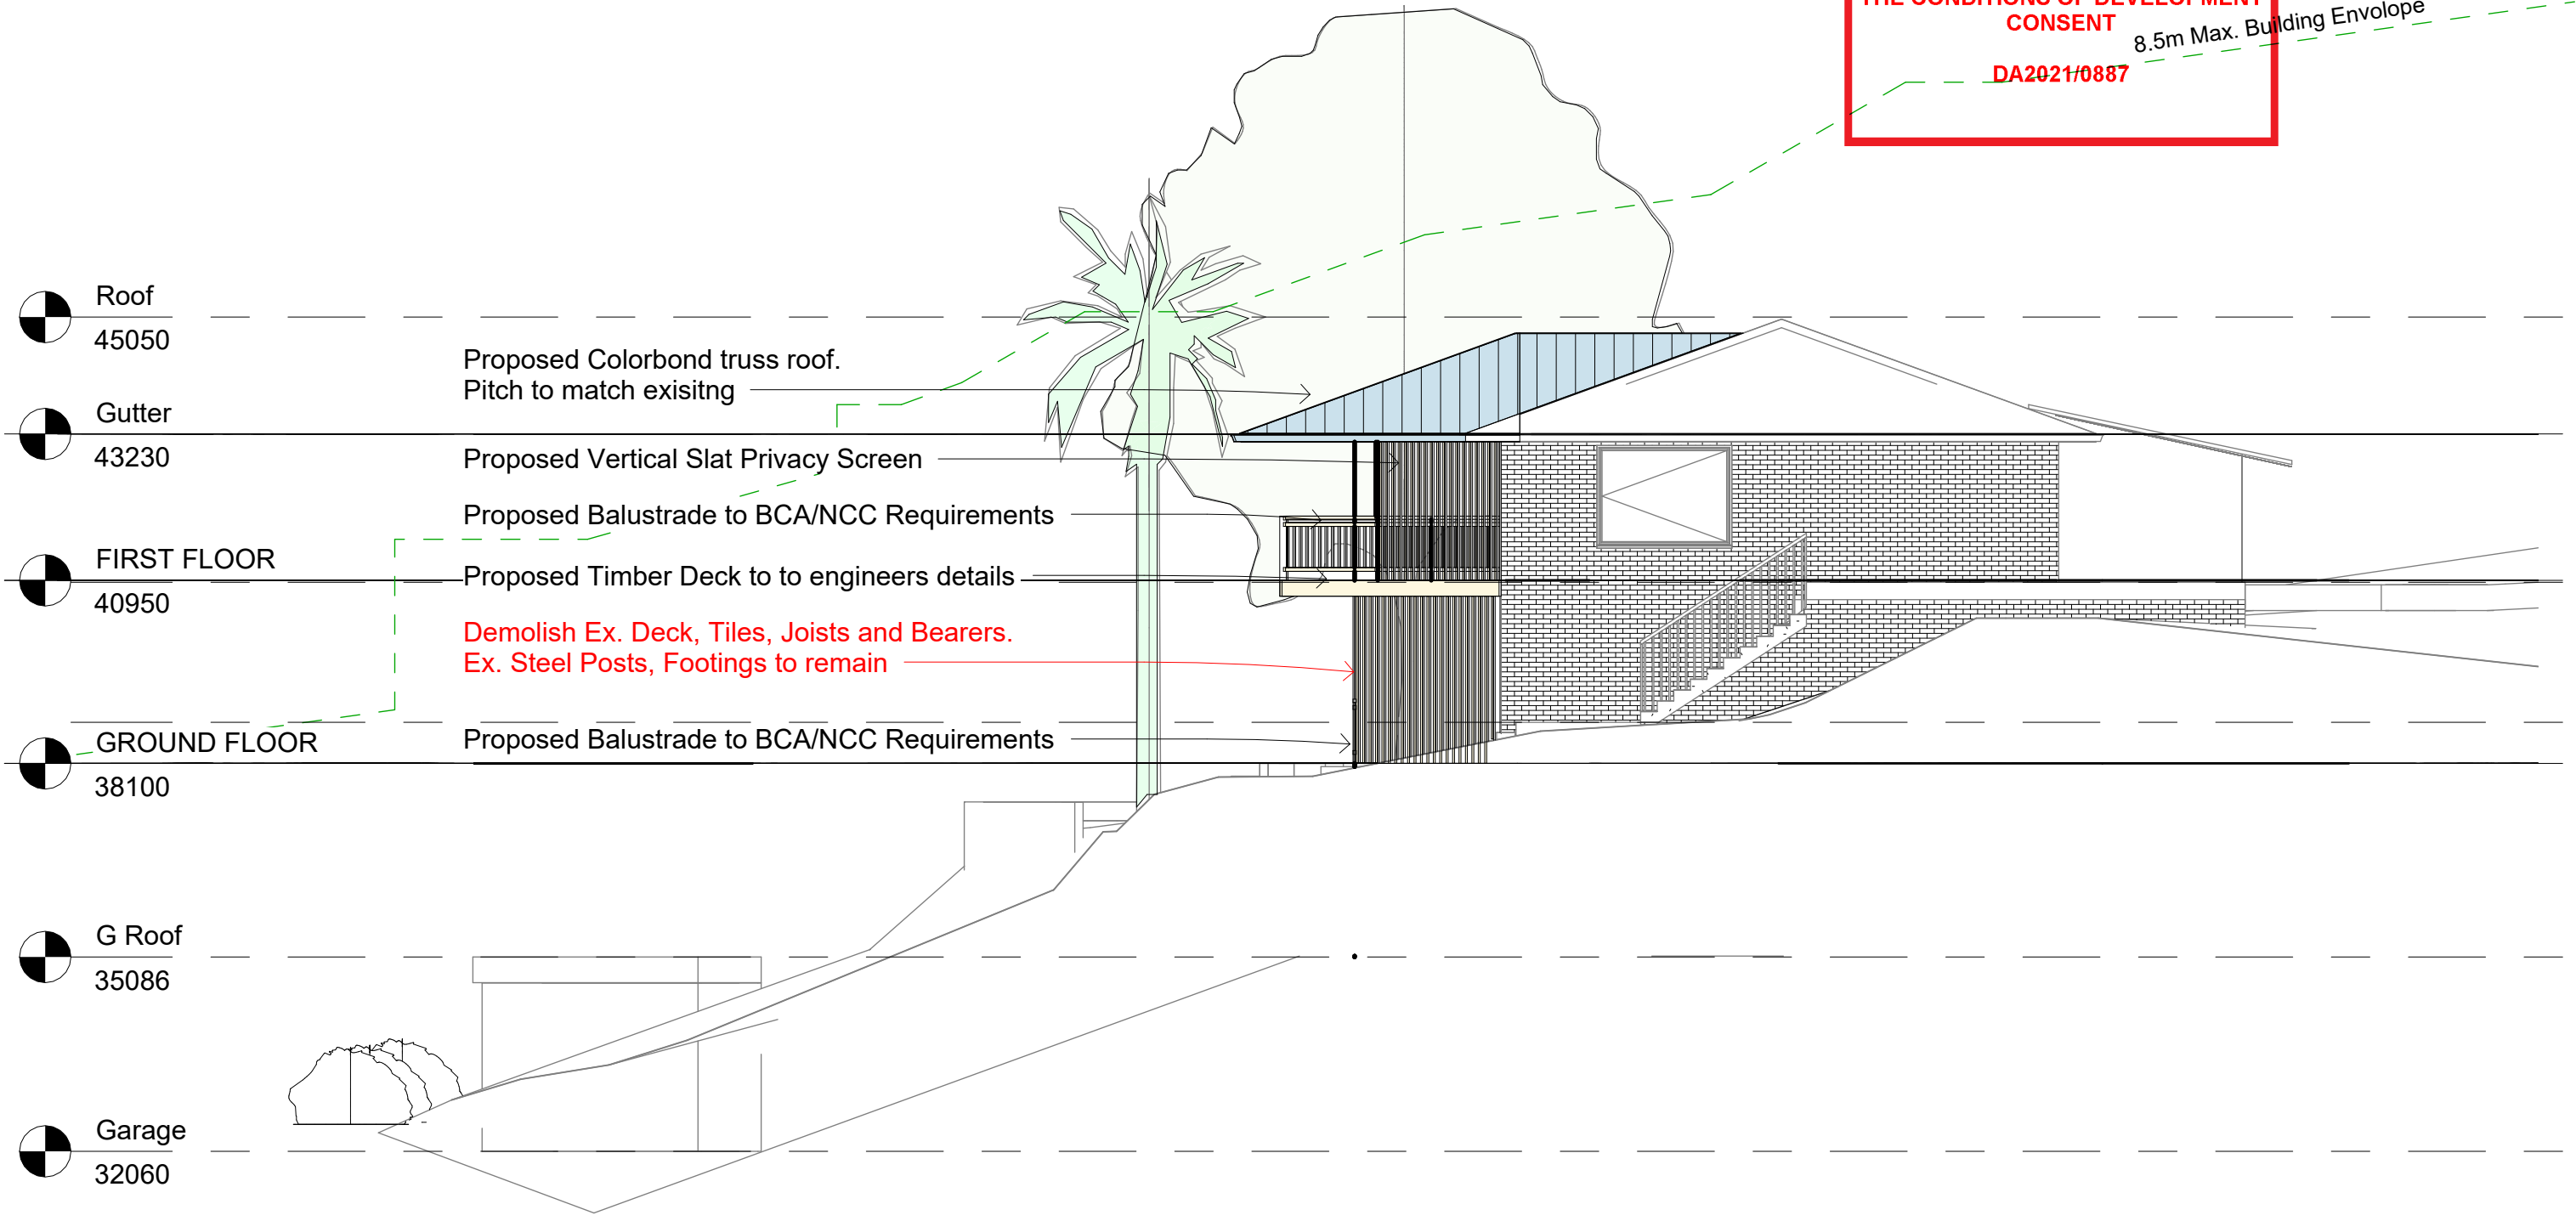 THE CONDITIONS OF DEVELOPMENT
CONSENT
DA2021/0887
8.5m Max. Building Envolope
Roof
45050
Proposed Colorbond truss roof.
Pitch to match exisitng
Gutter
43230
Proposed Vertical Slat Privacy Screen
Proposed Balustrade to BCA/NCC Requirements
FIRST FLOOR
40950
Proposed Timber Deck to to engineers details
Demolish Ex. Deck, Tiles, Joists and Bearers.
Ex. Steel Posts, Footings to remain
GROUND FLOOR
38100
Proposed Balustrade to BCA/NCC Requirements
G Roof
35086
Garage
32060